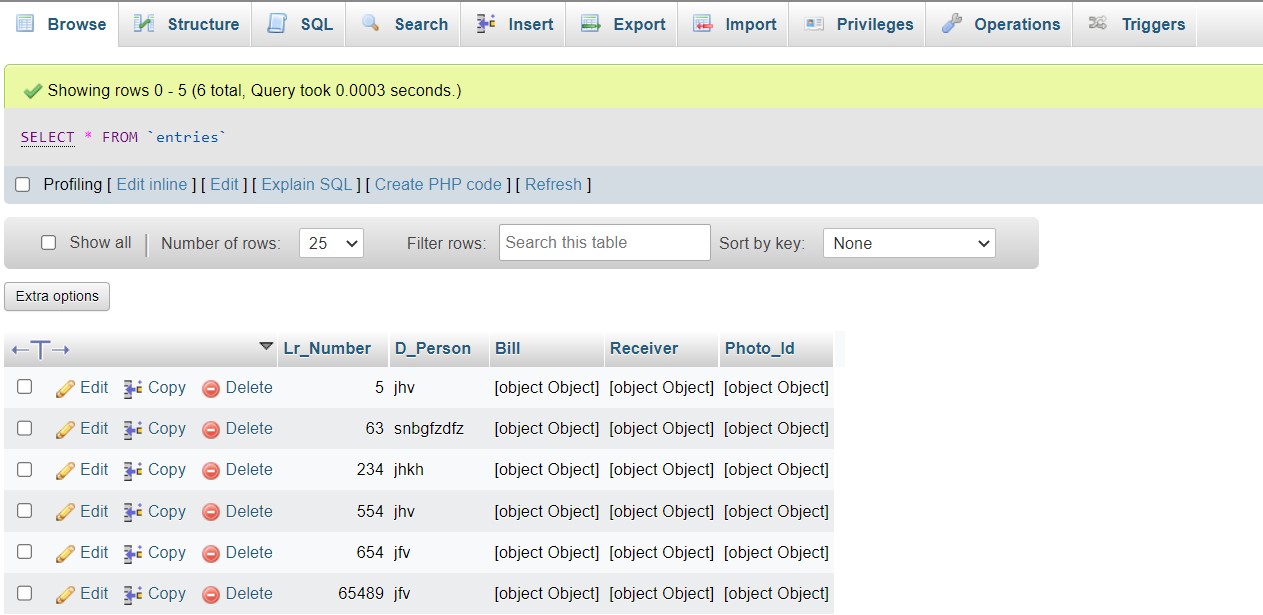 Browse Structure SQL Search Insert Export Import Privileges Operations Triggers
Showing rows 0 - 5 (6 total, Query took 0.0003 seconds.)
SELECT * FROM `entries`
Profiling [ Edit inline ] [ Edit ] [ Explain SQL ] [ Create PHP code ] [ Refresh ]
Show all Number of rows: 25 Filter rows: Search this table Sort by key: None
Extra options
Lr_Number D_Person Bill Receiver Photo_Id
Edit Copy Delete 5 jhv [object Object] [object Object] [object Object]
Edit Copy Delete 63 snbgfzdfz [object Object] [object Object] [object Object]
Edit Copy Delete 234 jhkh [object Object] [object Object] [object Object]
Edit Copy Delete 554 jhv [object Object] [object Object] [object Object]
Edit Copy Delete 654 jfv [object Object] [object Object] [object Object]
Edit Copy Delete 65489 jfv [object Object] [object Object] [object Object]